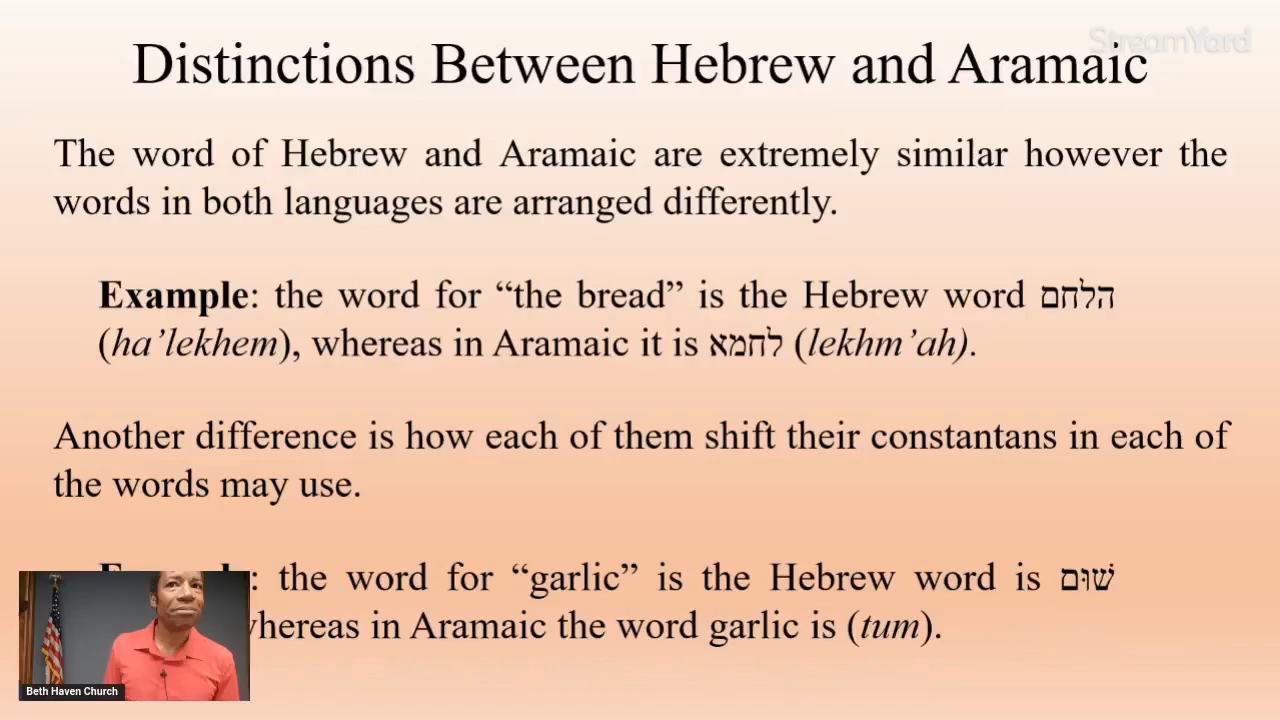 StreamYard
Distinctions Between Hebrew and Aramaic
The word of Hebrew and Aramaic are extremely similar however the
words in both languages are arranged differently.
Example: the word for “the bread” is the Hebrew word הלחם
(ha’lekhem), whereas in Aramaic it is לחמא (lekhm’ah).
Another difference is how each of them shift their constantans in each of
the words may use.
: the word for “garlic” is the Hebrew word is שׁוּם
whereas in Aramaic the word garlic is (tum).
Beth Haven Church